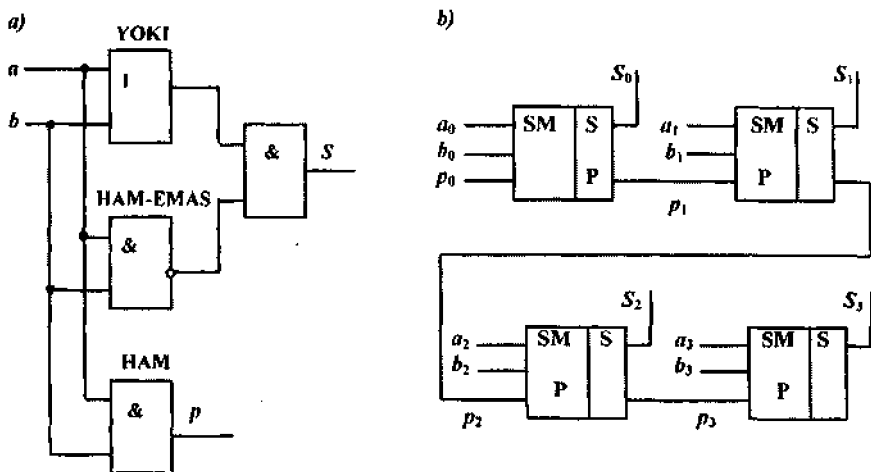 a)
YOKI
a
1
b
&
S
HAM-EMAS
&
HAM
&
p
b)
S₀
S₁
a₀
SM
S
a₁
SM
S
b₀
b₁
p₀
P
P
p₁
S₂
S₃
a₂
SM
S
a₃
SM
S
b₂
b₃
P
P
p₂
p₃